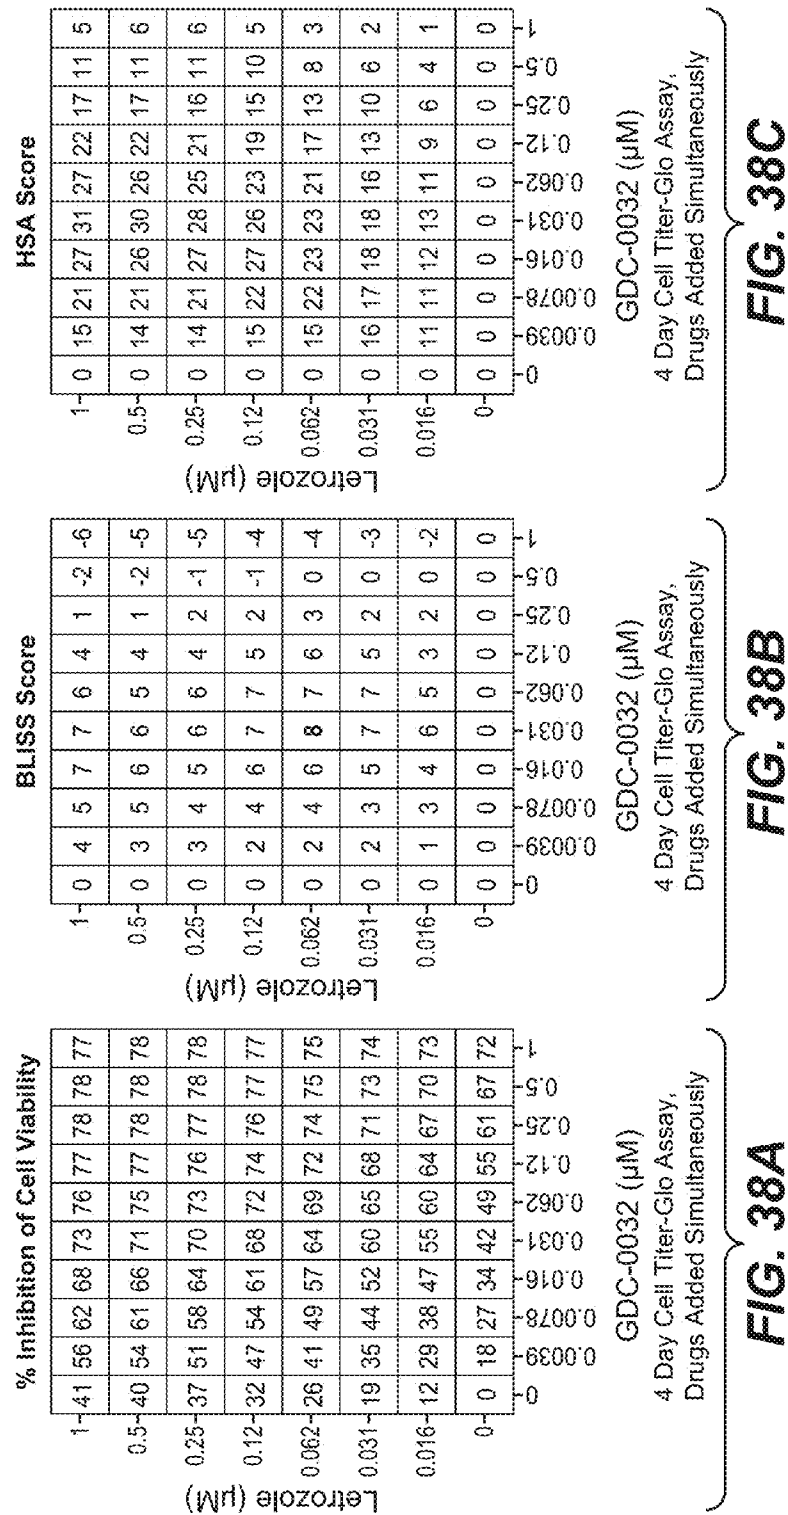 % Inhibition of Cell Viability
Letrozole (µM)
1 41 56 62 68 73 76 77 78 78 77
0.5 40 54 61 66 71 75 77 78 78 78
0.25 37 51 58 64 70 73 76 77 78 78
0.12 32 47 54 61 68 72 74 76 77 77
0.062 26 41 49 57 64 69 72 74 75 75
0.031 19 35 44 52 60 65 68 71 73 74
0.016 12 29 38 47 55 60 64 67 70 73
0 0 18 27 34 42 49 55 61 67 72
0 0.0039 0.0078 0.016 0.031 0.062 0.12 0.25 0.5 1
GDC-0032 (µM)
4 Day Cell Titer-Glo Assay,
Drugs Added Simultaneously
FIG. 38A
BLISS Score
Letrozole (µM)
1 0 4 5 7 7 6 4 1 -2 -6
0.5 0 3 5 6 6 5 4 1 -2 -5
0.25 0 3 4 5 6 6 4 2 -1 -5
0.12 0 2 4 6 7 7 5 2 -1 -4
0.062 0 2 4 6 8 7 6 3 0 -4
0.031 0 2 3 5 7 7 5 2 0 -3
0.016 0 1 3 4 6 5 3 2 0 -2
0 0 0 0 0 0 0 0 0 0 0
0 0.0039 0.0078 0.016 0.031 0.062 0.12 0.25 0.5 1
GDC-0032 (µM)
4 Day Cell Titer-Glo Assay,
Drugs Added Simultaneously
FIG. 38B
HSA Score
Letrozole (µM)
1 0 15 21 27 31 27 22 17 11 5
0.5 0 14 21 26 30 26 22 17 11 6
0.25 0 14 21 27 28 25 21 16 11 6
0.12 0 15 22 27 26 23 19 15 10 5
0.062 0 15 22 23 23 21 17 13 8 3
0.031 0 16 17 18 18 16 13 10 6 2
0.016 0 11 11 12 13 11 9 6 4 1
0 0 0 0 0 0 0 0 0 0 0
0 0.0039 0.0078 0.016 0.031 0.062 0.12 0.25 0.5 1
GDC-0032 (µM)
4 Day Cell Titer-Glo Assay,
Drugs Added Simultaneously
FIG. 38C